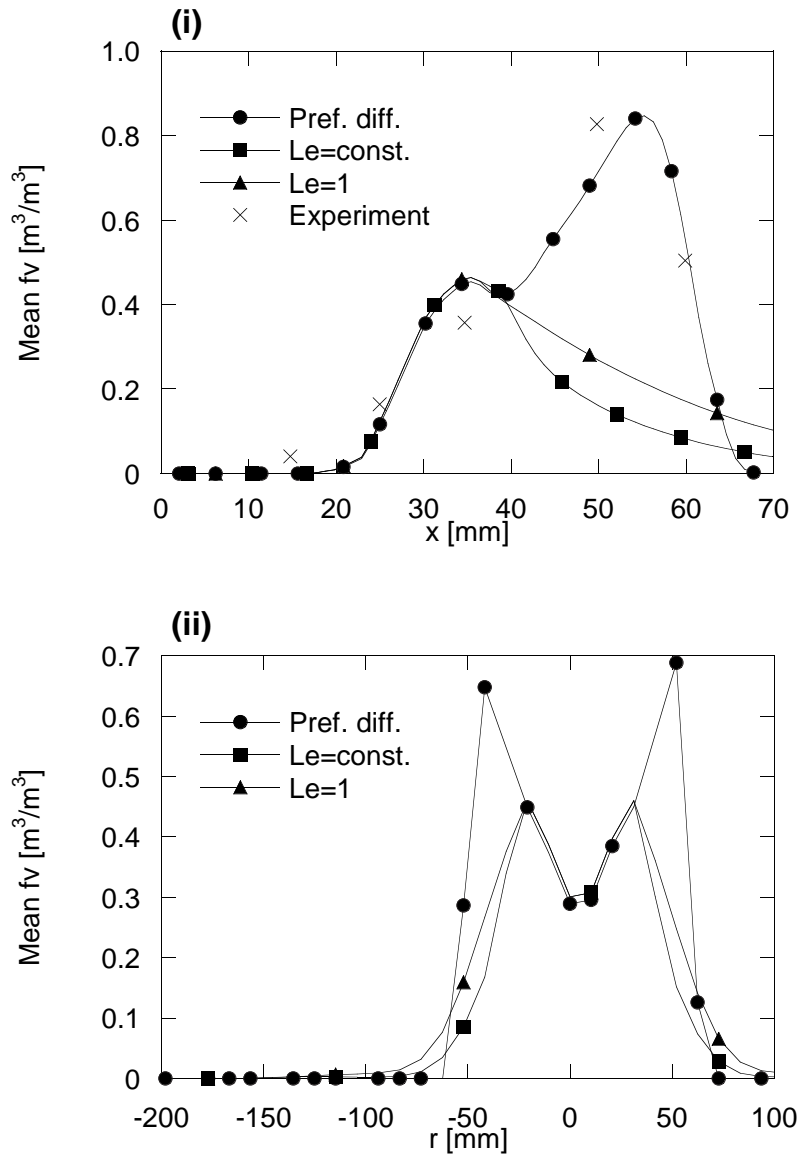 (i)
1.0
0.8
0.6
0.4
0.2
0
Mean fv [m³/m³]
Pref. diff.
Le=const.
Le=1
Experiment
0 10 20 30 40 50 60 70
x [mm]
(ii)
0.7
0.6
0.5
0.4
0.3
0.2
0.1
0
Mean fv [m³/m³]
Pref. diff.
Le=const.
Le=1
-200 -150 -100 -50 0 50 100
r [mm]